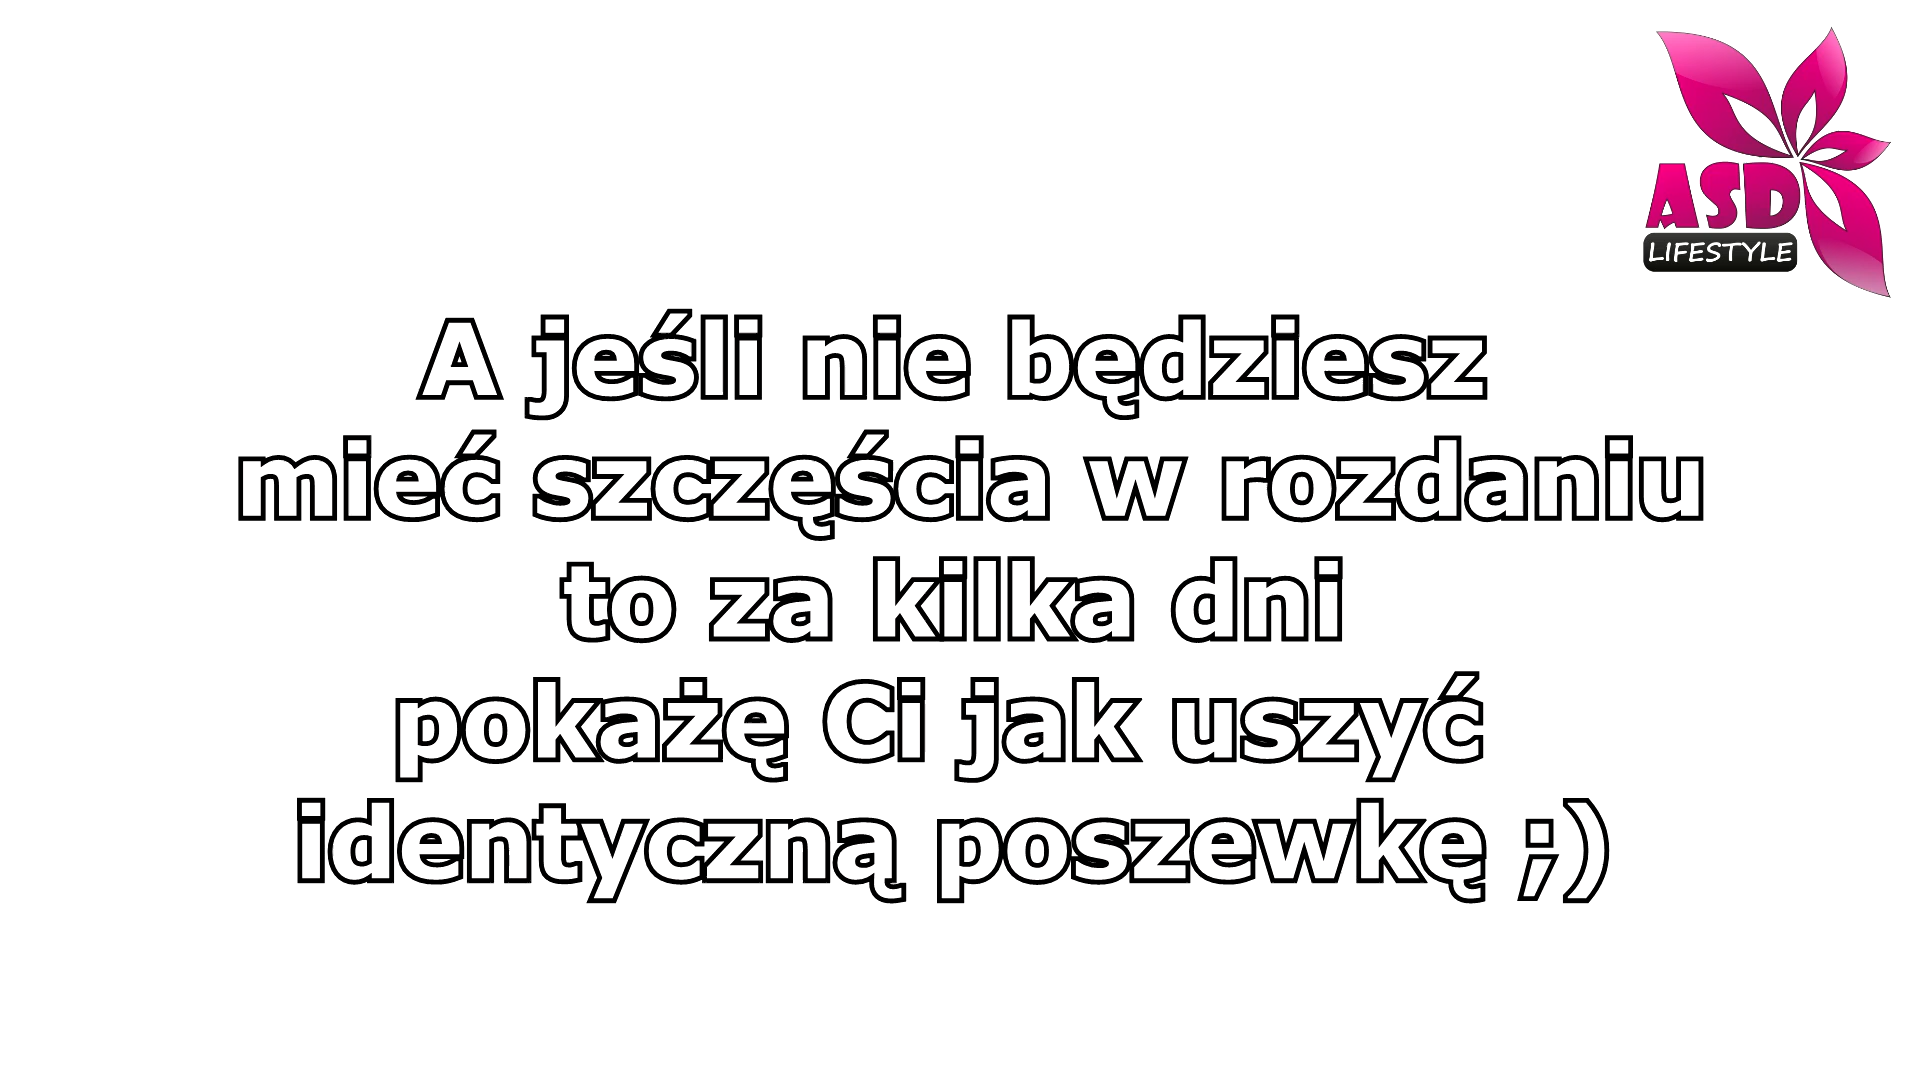 ASD
LIFESTYLE
A jeśli nie będziesz
mieć szczęścia w rozdaniu
to za kilka dni
pokażę Ci jak uszyć
identyczną poszewkę ;)